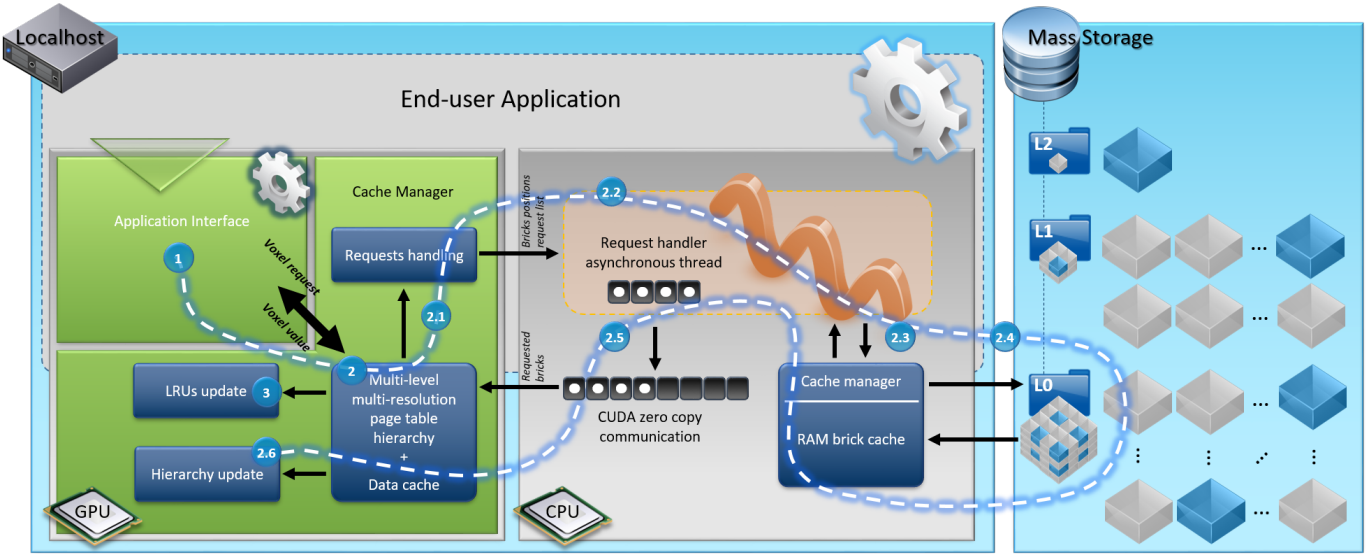 Localhost
Mass Storage
End-user Application
L2
Cache Manager
2.2
Application Interface
Bricks positions
request list
Requests handling
Request handler
asynchronous thread
L1
...
1
Voxel request
Voxel value
2.1
2.5
2.3
2.4
Requested
bricks
2
Multi-level
multi-resolution
page table
hierarchy
+
Data cache
LRUs update
3
Cache manager
RAM brick cache
L0
...
CUDA zero copy
communication
2.6
Hierarchy update
...
GPU
CPU